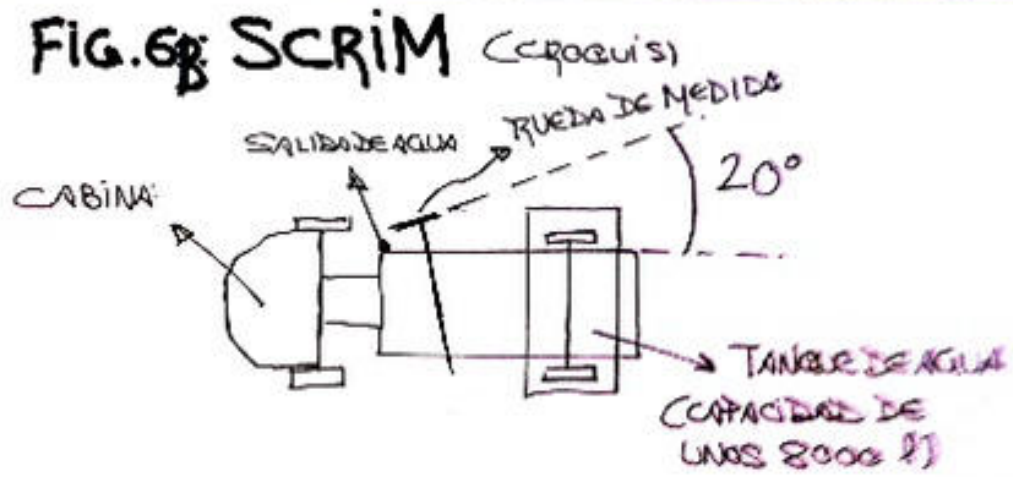 FIG. 6B: SCRIM (CROQUIS)
SALIDA DE AGUA
RUEDA DE MEDIDA
CABINA
20°
TANQUE DE AGUA
(CAPACIDAD DE
UNOS 8000 l)